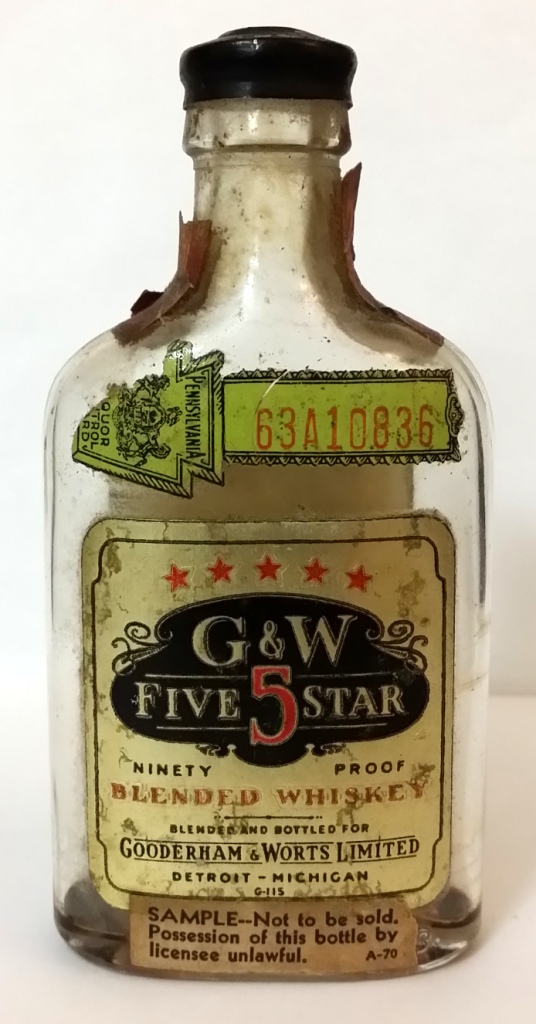 PENNSYLVANIA
63A10836
G&W
FIVE 5 STAR
NINETY PROOF
BLENDED WHISKEY
BLENDED AND BOTTLED FOR
GOODERHAM & WORTS LIMITED
DETROIT - MICHIGAN
G-115
SAMPLE--Not to be sold.
Possession of this bottle by
licensee unlawful. A-70